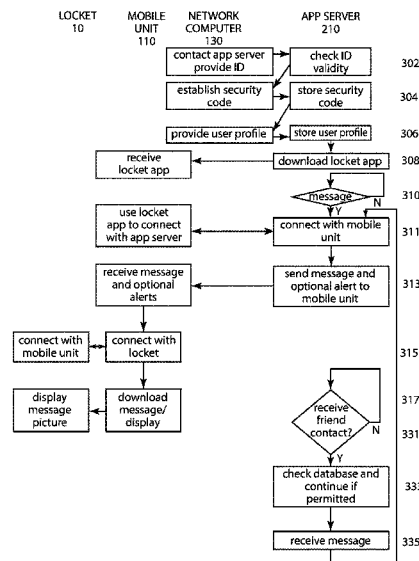 LOCKET
10
MOBILE
UNIT
110
NETWORK
COMPUTER
130
APP SERVER
210
contact app server
provide ID
check ID
validity
302
establish security
code
store security
code
304
provide user profile
store user profile
306
receive
locket app
download locket app
308
message
310
N
Y
use locket
app to connect
with app server
connect with mobile
unit
311
receive message
and optional
alerts
send message and
optional alert to
mobile unit
313
connect with
mobile unit
connect with
locket
315
display
message
picture
download
message/
display
317
receive
friend
contact?
N
331
Y
check database and
continue if
permitted
333
receive message
335